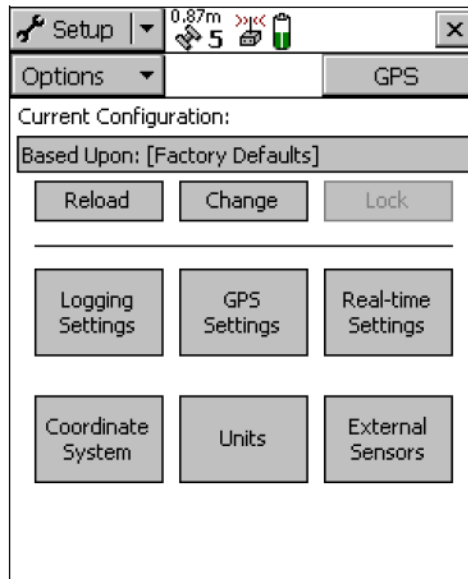 Setup
0.87m
5
Options
GPS
Current Configuration:
Based Upon: [Factory Defaults]
Reload
Change
Lock
Logging
Settings
GPS
Settings
Real-time
Settings
Coordinate
System
Units
External
Sensors